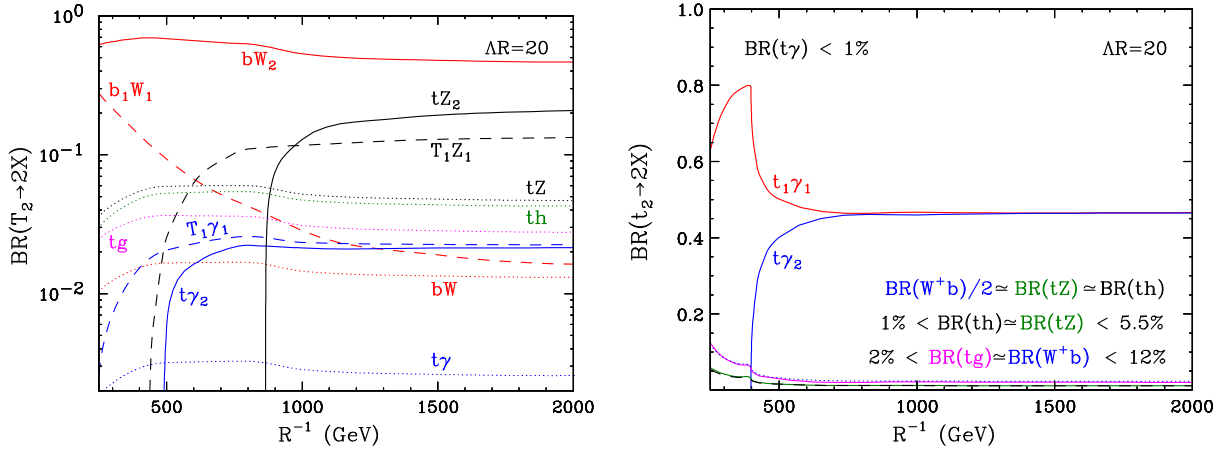 BR(T₂→2X)
10⁰
10⁻¹
10⁻²
ΛR=20
bW₂
b₁W₁
tZ₂
T₁Z₁
tZ
th
tg
T₁γ₁
tγ₂
bW
tγ
500
1000
1500
2000
R⁻¹ (GeV)
BR(t₂→2X)
1.0
0.8
0.6
0.4
0.2
BR(tγ) < 1%
ΛR=20
t₁γ₁
tγ₂
BR(W⁺b)/2≃BR(tZ)≃BR(th)
1% < BR(th)≃BR(tZ) < 5.5%
2% < BR(tg)≃BR(W⁺b) < 12%
500
1000
1500
2000
R⁻¹ (GeV)